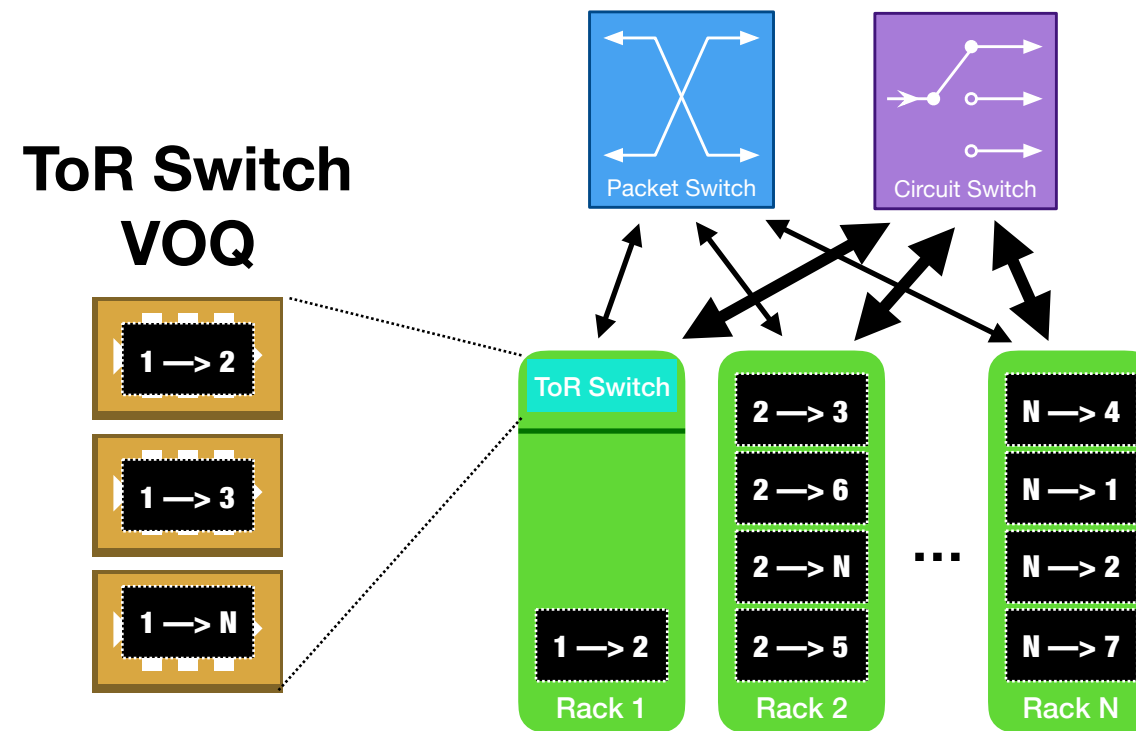 Packet Switch
Circuit Switch
ToR Switch
VOQ
1 —> 2
1 —> 3
1 —> N
ToR Switch
1 —> 2
Rack 1
2 —> 3
2 —> 6
2 —> N
2 —> 5
Rack 2
...
N —> 4
N —> 1
N —> 2
N —> 7
Rack N